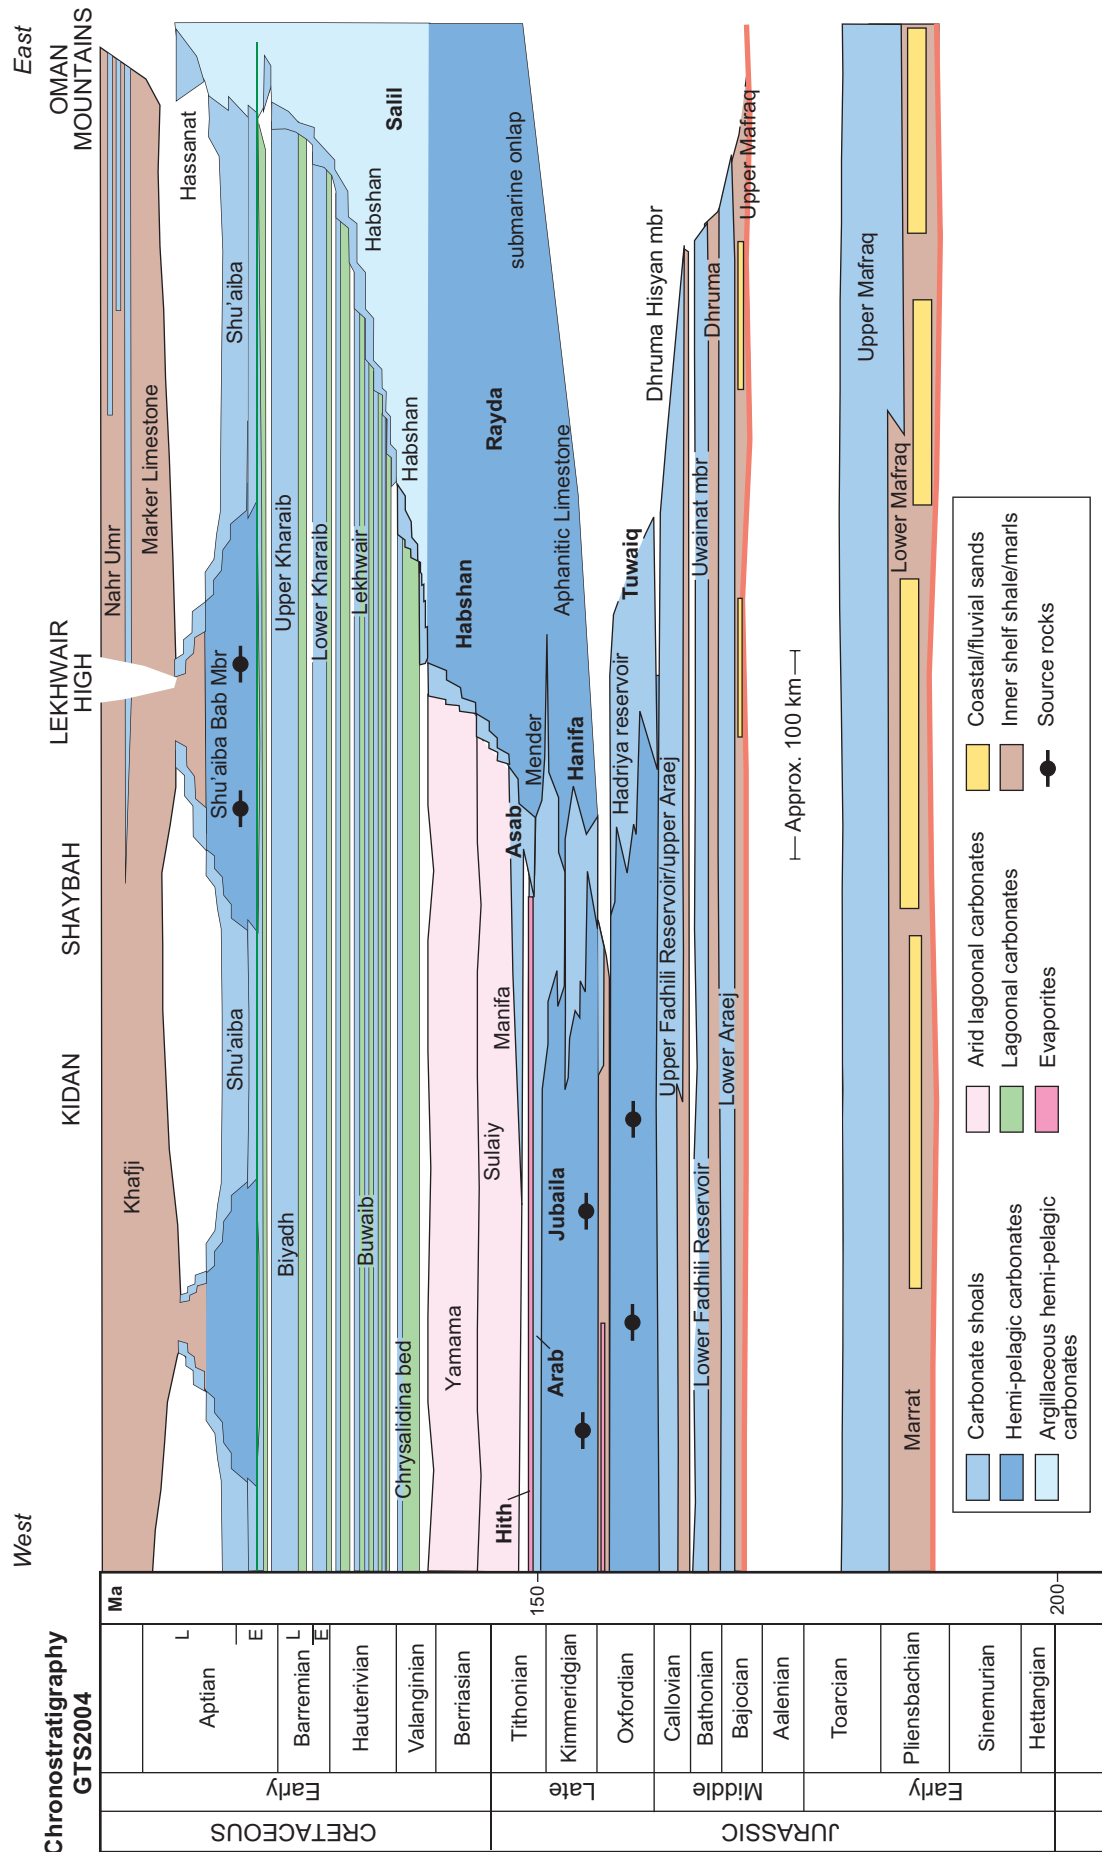 Chronostratigraphy
GTS2004
West
East
KIDAN
SHAYBAH
LEKHWAIR
HIGH
OMAN
MOUNTAINS
Ma
150
200
CRETACEOUS
JURASSIC
Early
Late
Middle
Early
Aptian
L
E
Barremian
L
E
Hauterivian
Valanginian
Berriasian
Tithonian
Kimmeridgian
Oxfordian
Callovian
Bathonian
Bajocian
Aalenian
Toarcian
Pliensbachian
Sinemurian
Hettangian
Khafji
Nahr Umr
Marker Limestone
Hassanat
Shu'aiba
Shu'aiba Bab Mbr
Shu'aiba
Biyadh
Upper Kharaib
Lower Kharaib
Buwaib
Lekhwair
Habshan
Salil
Chrysalidina bed
Habshan
Yamama
Habshan
Rayda
submarine onlap
Sulaiy
Manifa
Asab
Mender
Aphanitic Limestone
Hith
Arab
Jubaila
Hanifa
Hadriya reservoir
Tuwaiq
Dhruma Hisyan mbr
Upper Fadhili Reservoir/upper Araej
Lower Fadhili Reservoir
Uwainat mbr
Dhruma
Lower Araej
Upper Mafraq
Approx. 100 km
Upper Mafraq
Lower Mafraq
Marrat
Carbonate shoals
Hemi-pelagic carbonates
Argillaceous hemi-pelagic
carbonates
Arid lagoonal carbonates
Lagoonal carbonates
Evaporites
Coastal/fluvial sands
Inner shelf shale/marls
Source rocks